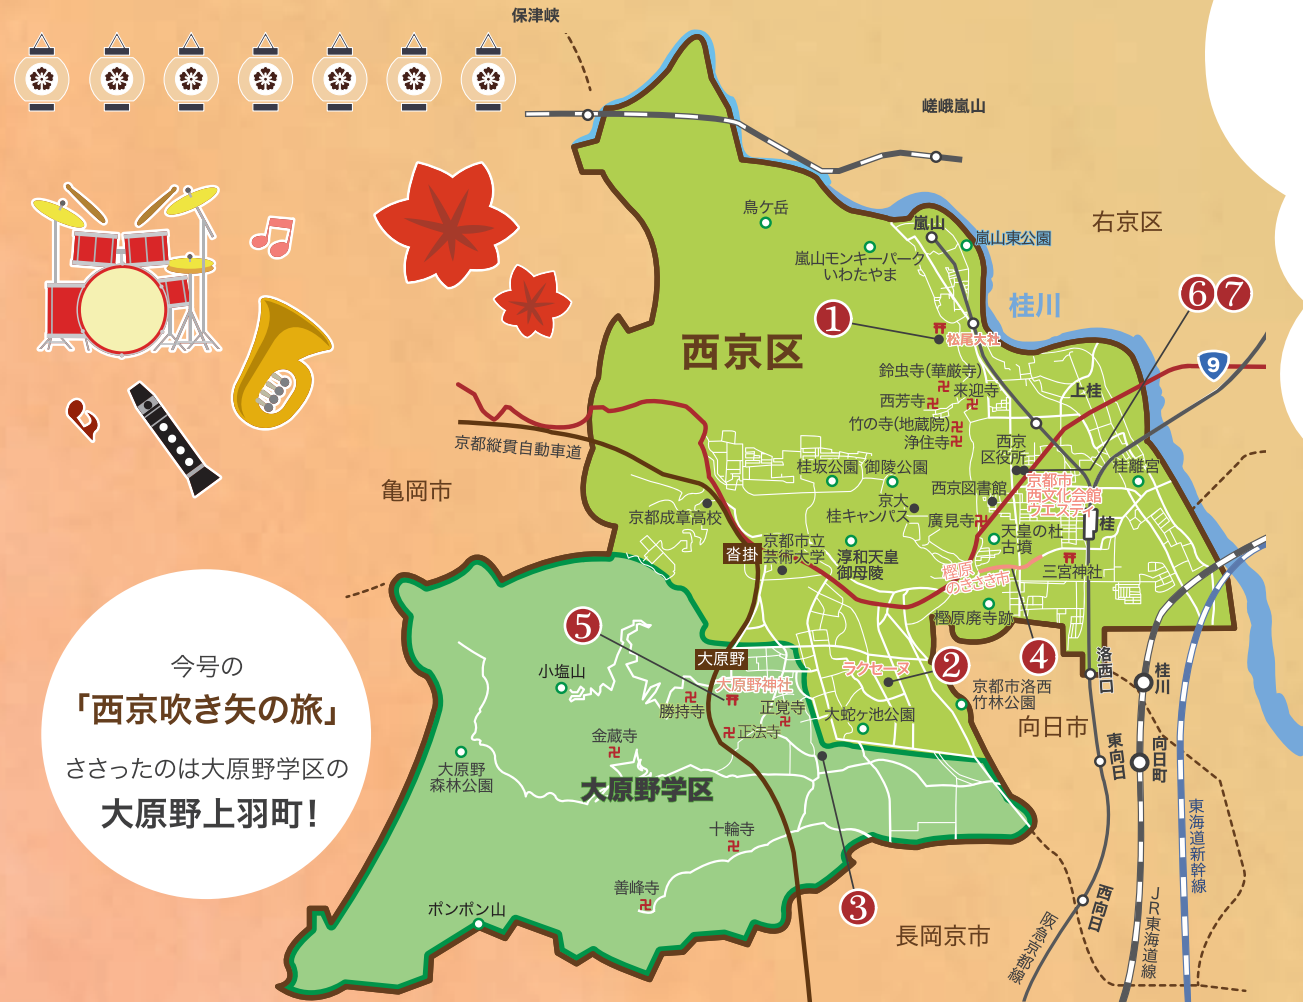 保津峡
嵯峨嵐山
右京区
烏ケ岳
嵐山
嵐山東公園
嵐山モンキーパーク
いわたやま
桂川
❻❼
❶
松尾大社
西京区
9
鈴虫寺(華厳寺)
来迎寺
西芳寺
上桂
竹の寺(地蔵院)
浄住寺
西京
区役所
京都縦貫自動車道
亀岡市
桂坂公園
御陵公園
桂離宮
京都市
西文化会館
ウエスティ
西京図書館
京大
桂キャンパス
京都成章高校
廣見寺
桂
天皇の杜
古墳
沓掛
京都市立
芸術大学
淳和天皇
御母陵
樫原
のきさき市
三宮神社
樫原廃寺跡
❺
❹
❷
今号の
「西京吹き矢の旅」
ささったのは大原野学区の
大原野上羽町!
小塩山
大原野
ラクセーヌ
洛西口
桂川
大原野神社
京都市洛西
竹林公園
勝持寺
正覚寺
正法寺
大蛇ヶ池公園
向日市
金蔵寺
東向日
向日町
大原野
森林公園
大原野学区
東海道新幹線
十輪寺
善峰寺
❸
西向日
ポンポン山
長岡京市
阪急京都線
JR東海道線